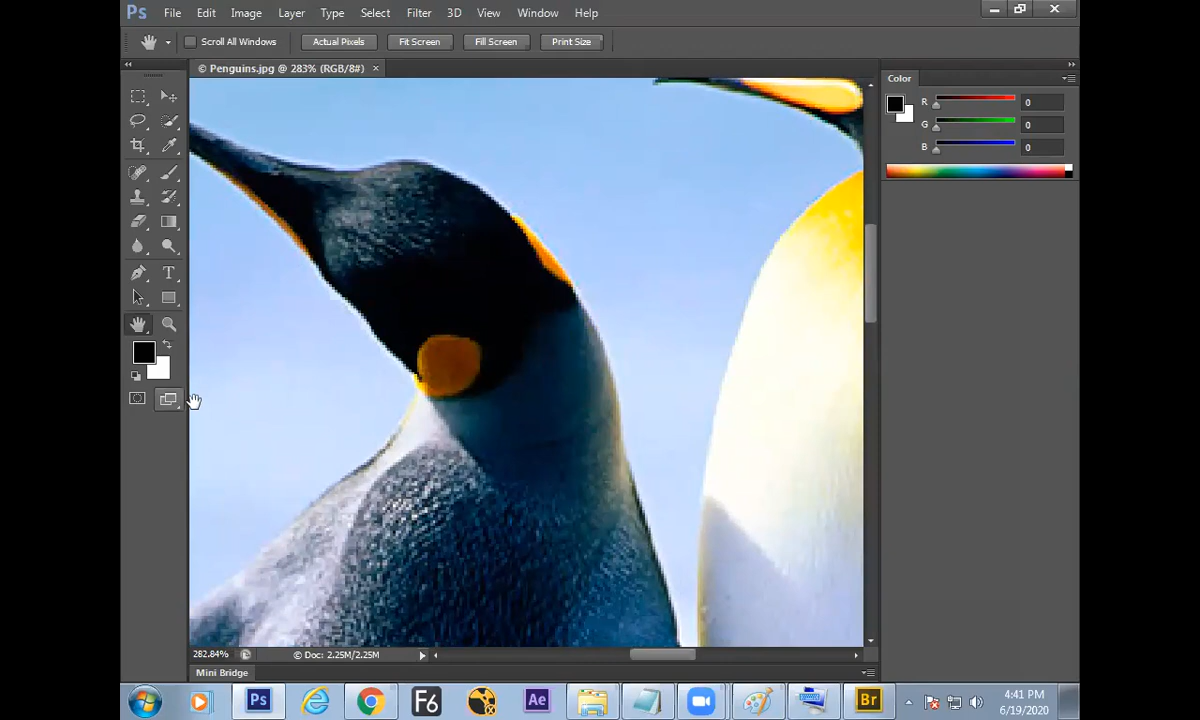 Ps File Edit Image Layer Type Select Filter 3D View Window Help
Scroll All Windows Actual Pixels Fit Screen Fill Screen Print Size
© Penguins.jpg @ 283% (RGB/8#) ×
Color
R 0
G 0
B 0
T
282.84% © Doc: 2.25M/2.25M
Mini Bridge
Ps F6 Ae Br
4:41 PM
6/19/2020